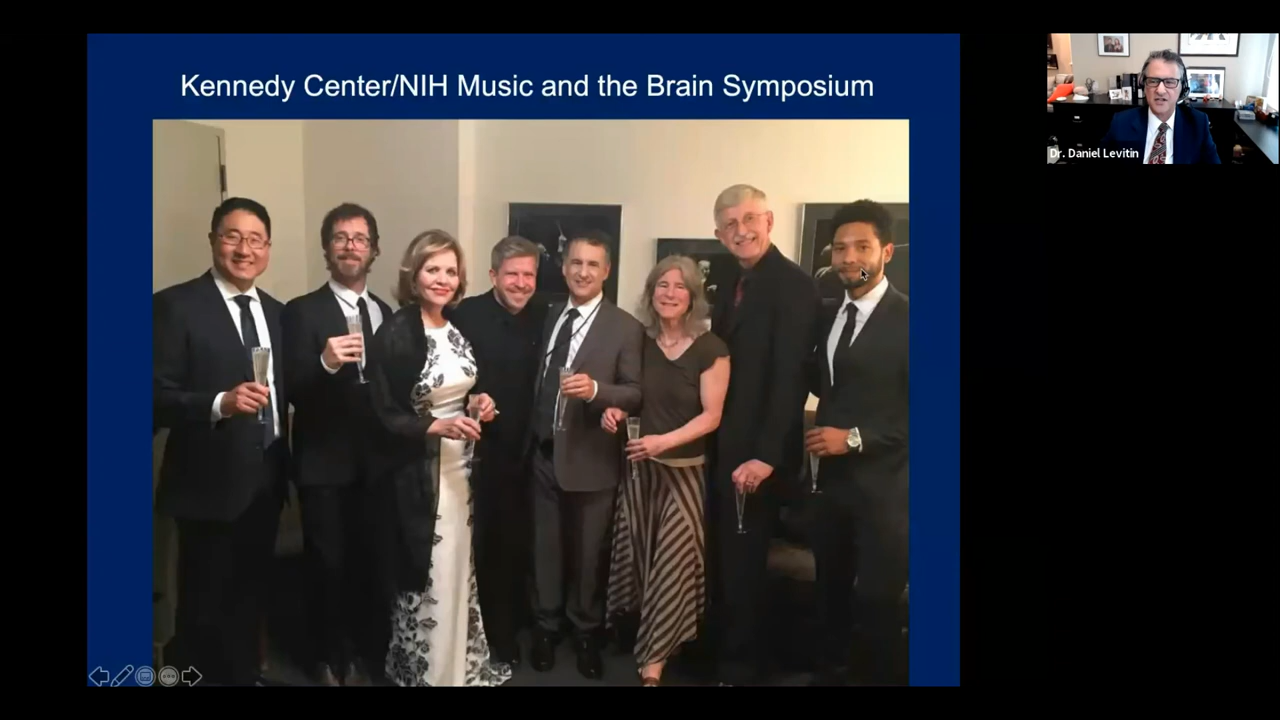 Kennedy Center/NIH Music and the Brain Symposium
Dr. Daniel Levitin